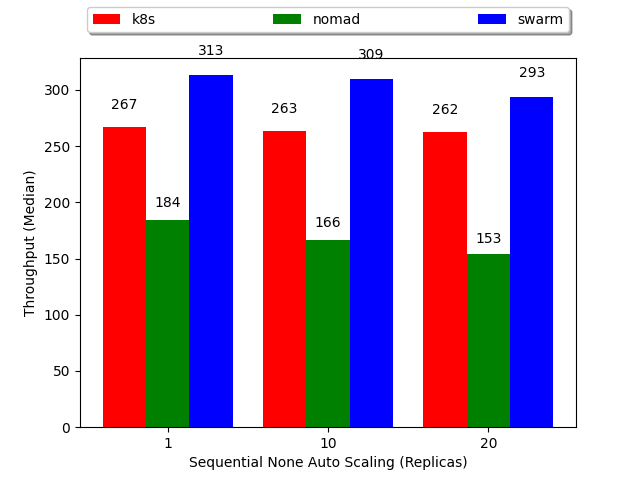 k8s nomad swarm
313 309
293
267 263 262
184 166 153
300
250
200
150
100
50
0
Throughput (Median)
1 10 20
Sequential None Auto Scaling (Replicas)